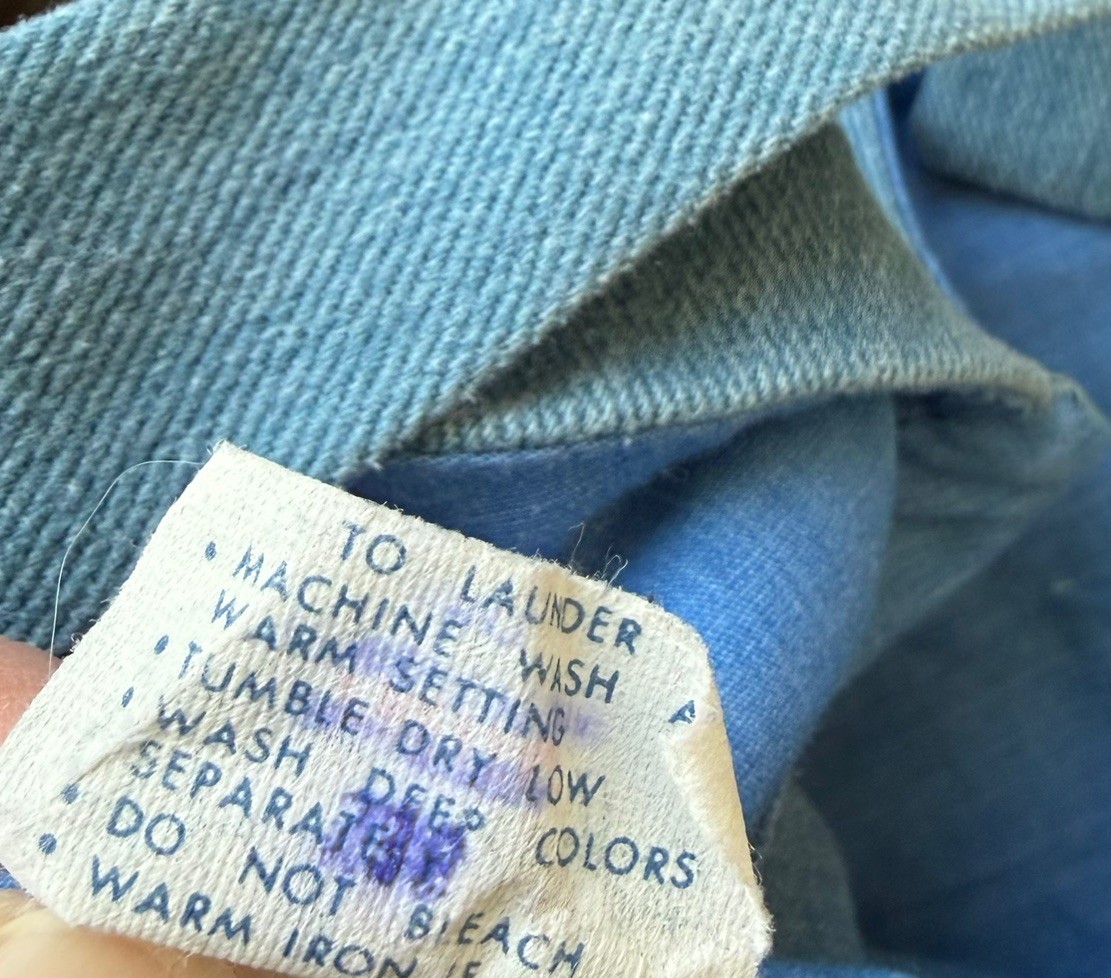 TO LAUNDER
• MACHINE WASH A
WARM SETTING
• TUMBLE DRY LOW
• WASH DEEP COLORS
SEPARATELY
• DO NOT BLEACH
• WARM IRON